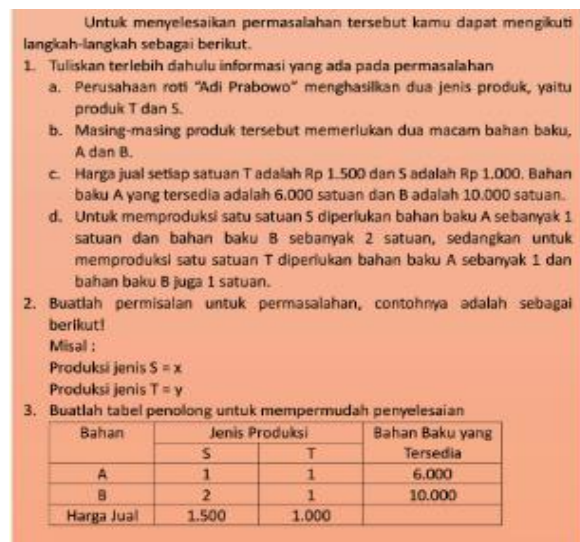 Untuk menyelesaikan permasalahan tersebut kamu dapat mengikuti
langkah-langkah sebagai berikut.
1. Tuliskan terlebih dahulu informasi yang ada pada permasalahan
a. Perusahaan roti "Adi Prabowo" menghasilkan dua jenis produk, yaitu
produk T dan S.
b. Masing-masing produk tersebut memerlukan dua macam bahan baku,
A dan B.
c. Harga jual setiap satuan T adalah Rp 1.500 dan S adalah Rp 1.000. Bahan
baku A yang tersedia adalah 6.000 satuan dan B adalah 10.000 satuan.
d. Untuk memproduksi satu satuan S diperlukan bahan baku A sebanyak 1
satuan dan bahan baku B sebanyak 2 satuan, sedangkan untuk
memproduksi satu satuan T diperlukan bahan baku A sebanyak 1 dan
bahan baku B juga 1 satuan.
2. Buatlah permisalan untuk permasalahan, contohnya adalah sebagai
berikut!
Misal :
Produksi jenis S = x
Produksi jenis T = y
3. Buatlah tabel penolong untuk mempermudah penyelesaian
Bahan Jenis Produksi Bahan Baku yang
S T Tersedia
A 1 1 6.000
B 2 1 10.000
Harga Jual 1.500 1.000